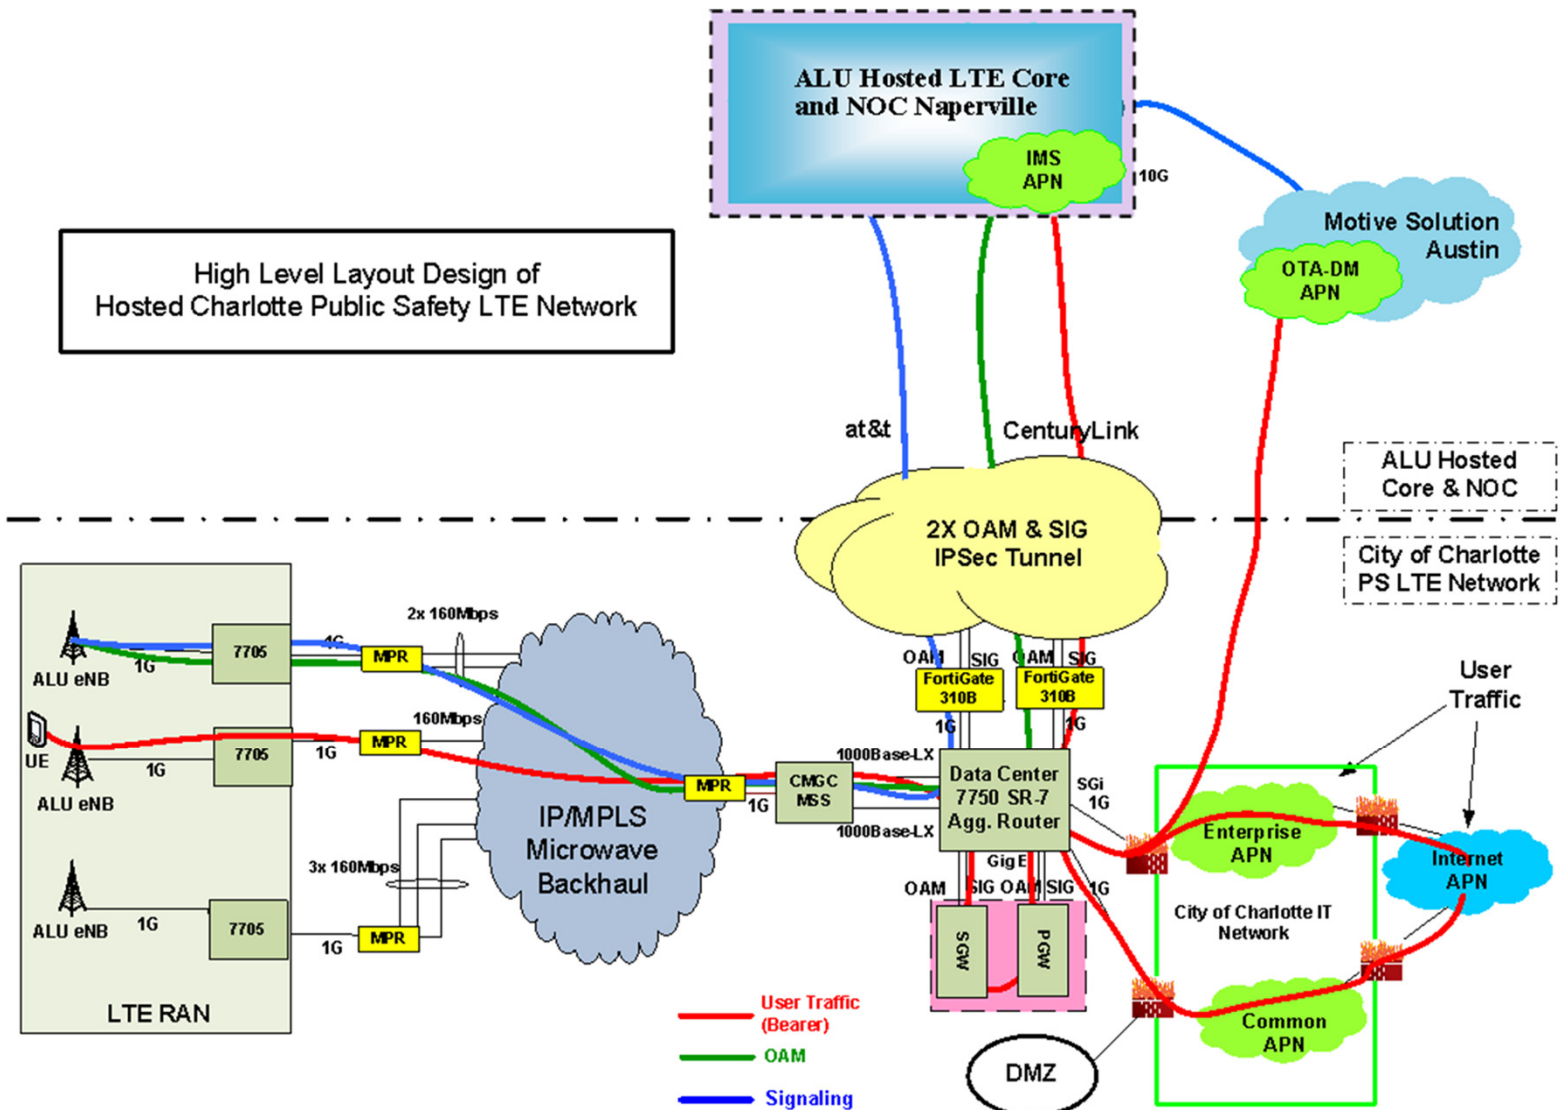 ALU Hosted LTE Core
and NOC Naperville
IMS
APN
10G
Motive Solution
Austin
OTA-DM
APN
High Level Layout Design of
Hosted Charlotte Public Safety LTE Network
at&t
CenturyLink
ALU Hosted
Core & NOC
2X OAM & SIG
IPSec Tunnel
City of Charlotte
PS LTE Network
2x 160Mbps
1G
7705
MPR
1G
ALU eNB
OAM
SIG
OAM
SIG
FortiGate
310B
FortiGate
310B
1G
1G
User
Traffic
160Mbps
UE
7705
1G
MPR
1G
ALU eNB
1000Base-LX
MPR
1G
CMGC
MSS
Data Center
7750 SR-7
Agg. Router
SGi
1G
1000Base-LX
IP/MPLS
Microwave
Backhaul
Enterprise
APN
Internet
APN
GigE
1G
OAM
SIG
OAM
SIG
3x 160Mbps
ALU eNB
1G
7705
1G
MPR
SGW
PGW
City of Charlotte IT
Network
LTE RAN
User Traffic
(Bearer)
OAM
Signaling
Common
APN
DMZ